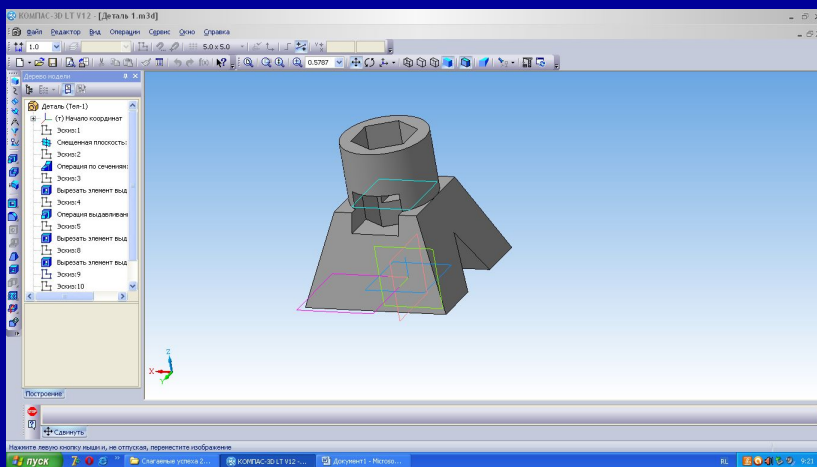 КОМПАС-3D LT V12 - [Деталь 1.m3d]
Файл Редактор Вид Операции Сервис Окно Справка
1.0 5.0 x 5.0
0.5787
Дерево модели
Деталь (Тел-1)
(т) Начало координат
Эскиз:1
Смещенная плоскость:
Эскиз:2
Операция по сечениям:
Эскиз:3
Вырезать элемент выд
Эскиз:4
Операция выдавливани
Эскиз:5
Вырезать элемент выд
Эскиз:8
Вырезать элемент выд
Эскиз:9
Эскиз:10
Z
X
Y
Построение
STOP
Сдвинуть
Нажмите левую кнопку мыши и, не отпуская, переместите изображение
пуск Слагаемые успеха 2... КОМПАС-3D LT V12 -... Документ1 - Microso... RL 9:21